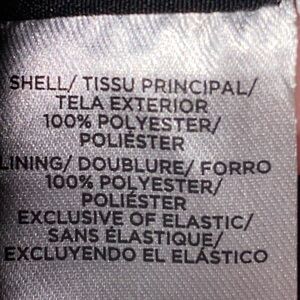 SHELL/ TISSU PRINCIPAL/
TELA EXTERIOR
100% POLYESTER/
POLIÉSTER
LINING/ DOUBLURE/ FORRO
100% POLYESTER/
POLIÉSTER
EXCLUSIVE OF ELASTIC/
SANS ÉLASTIQUE/
EXCLUYENDO EL ELÁSTICO